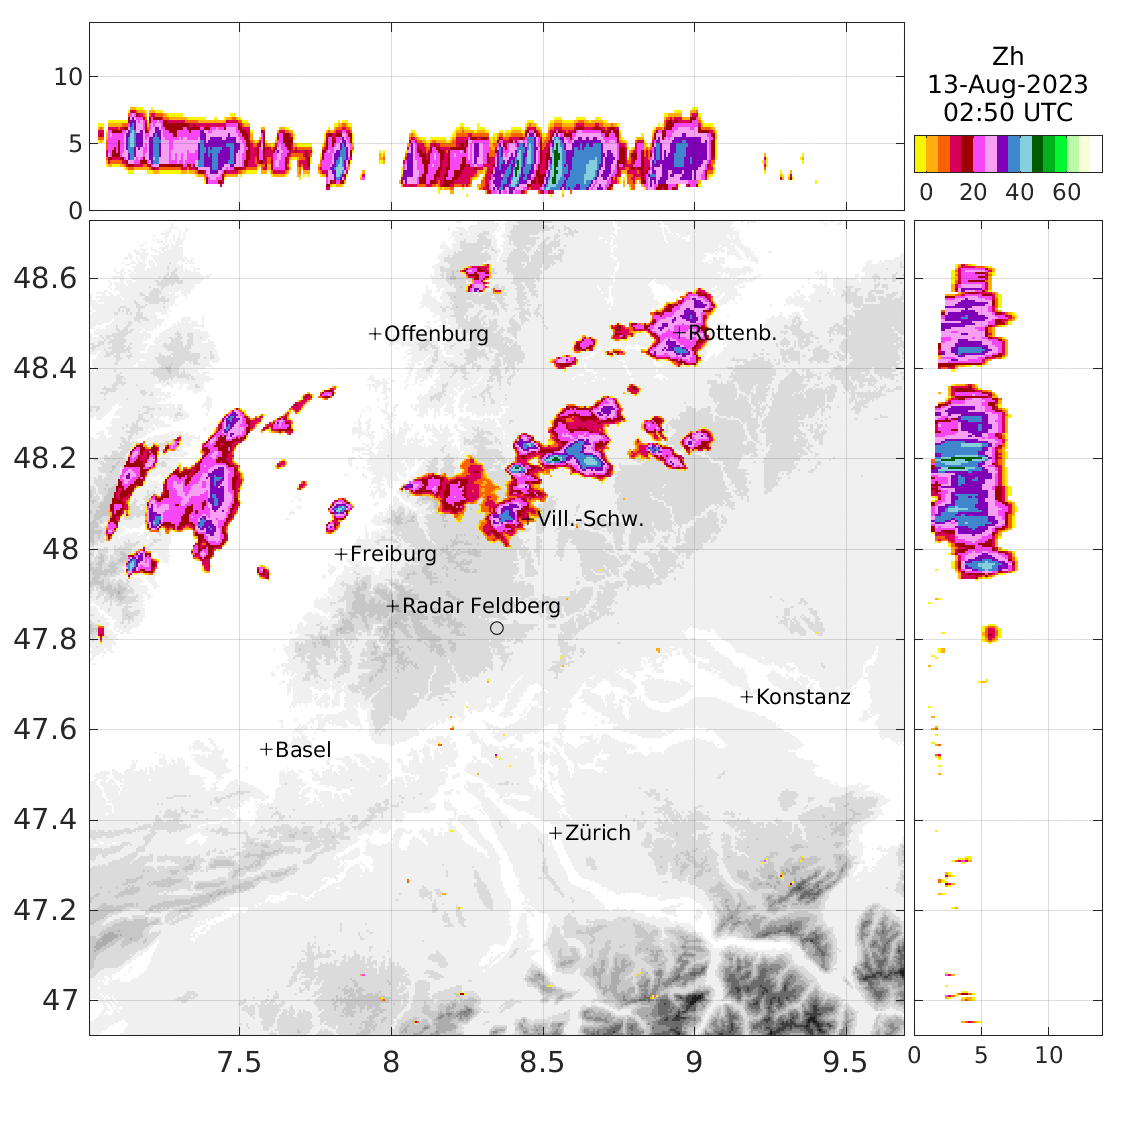 Zh
13-Aug-2023
02:50 UTC
0 20 40 60
10
5
0
48.6
48.4
48.2
48
47.8
47.6
47.4
47.2
47
Offenburg
Rottenb.
Vill.-Schw.
Freiburg
Radar Feldberg
Konstanz
Basel
Zürich
7.5 8 8.5 9 9.5
0 5 10